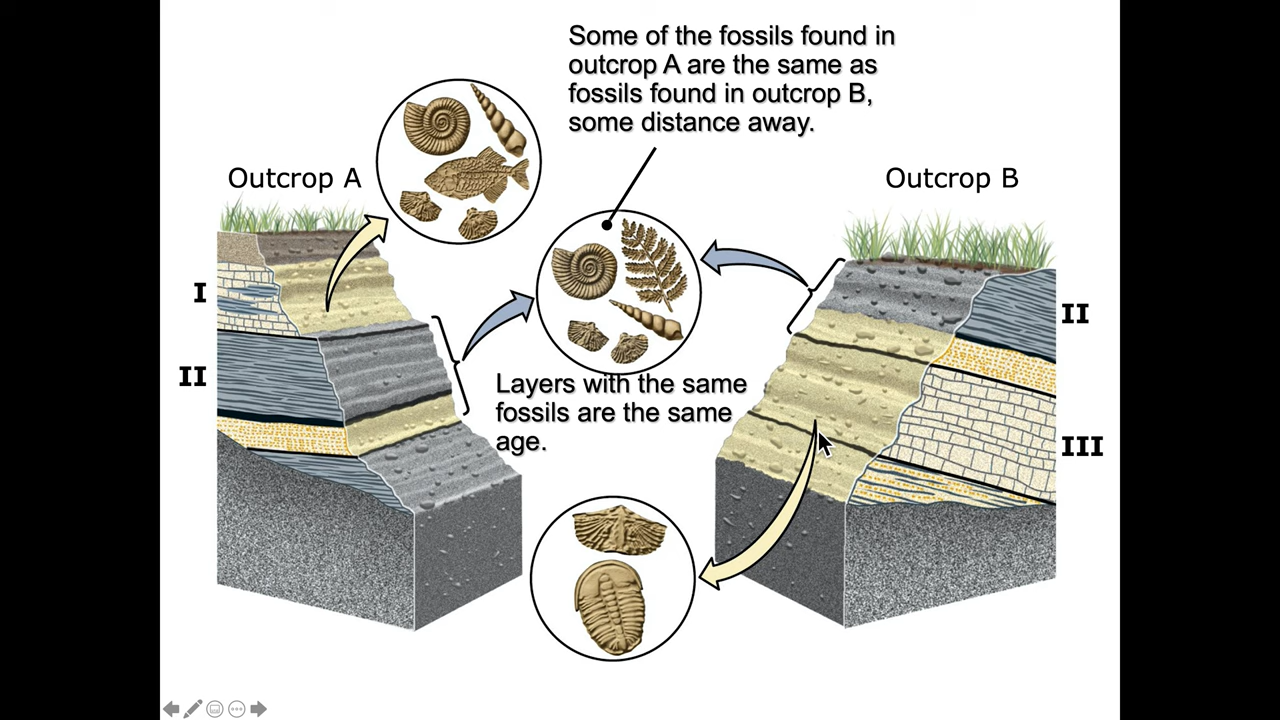 Some of the fossils found in
outcrop A are the same as
fossils found in outcrop B,
some distance away.
Outcrop A
Outcrop B
I
II
II
III
Layers with the same
fossils are the same
age.